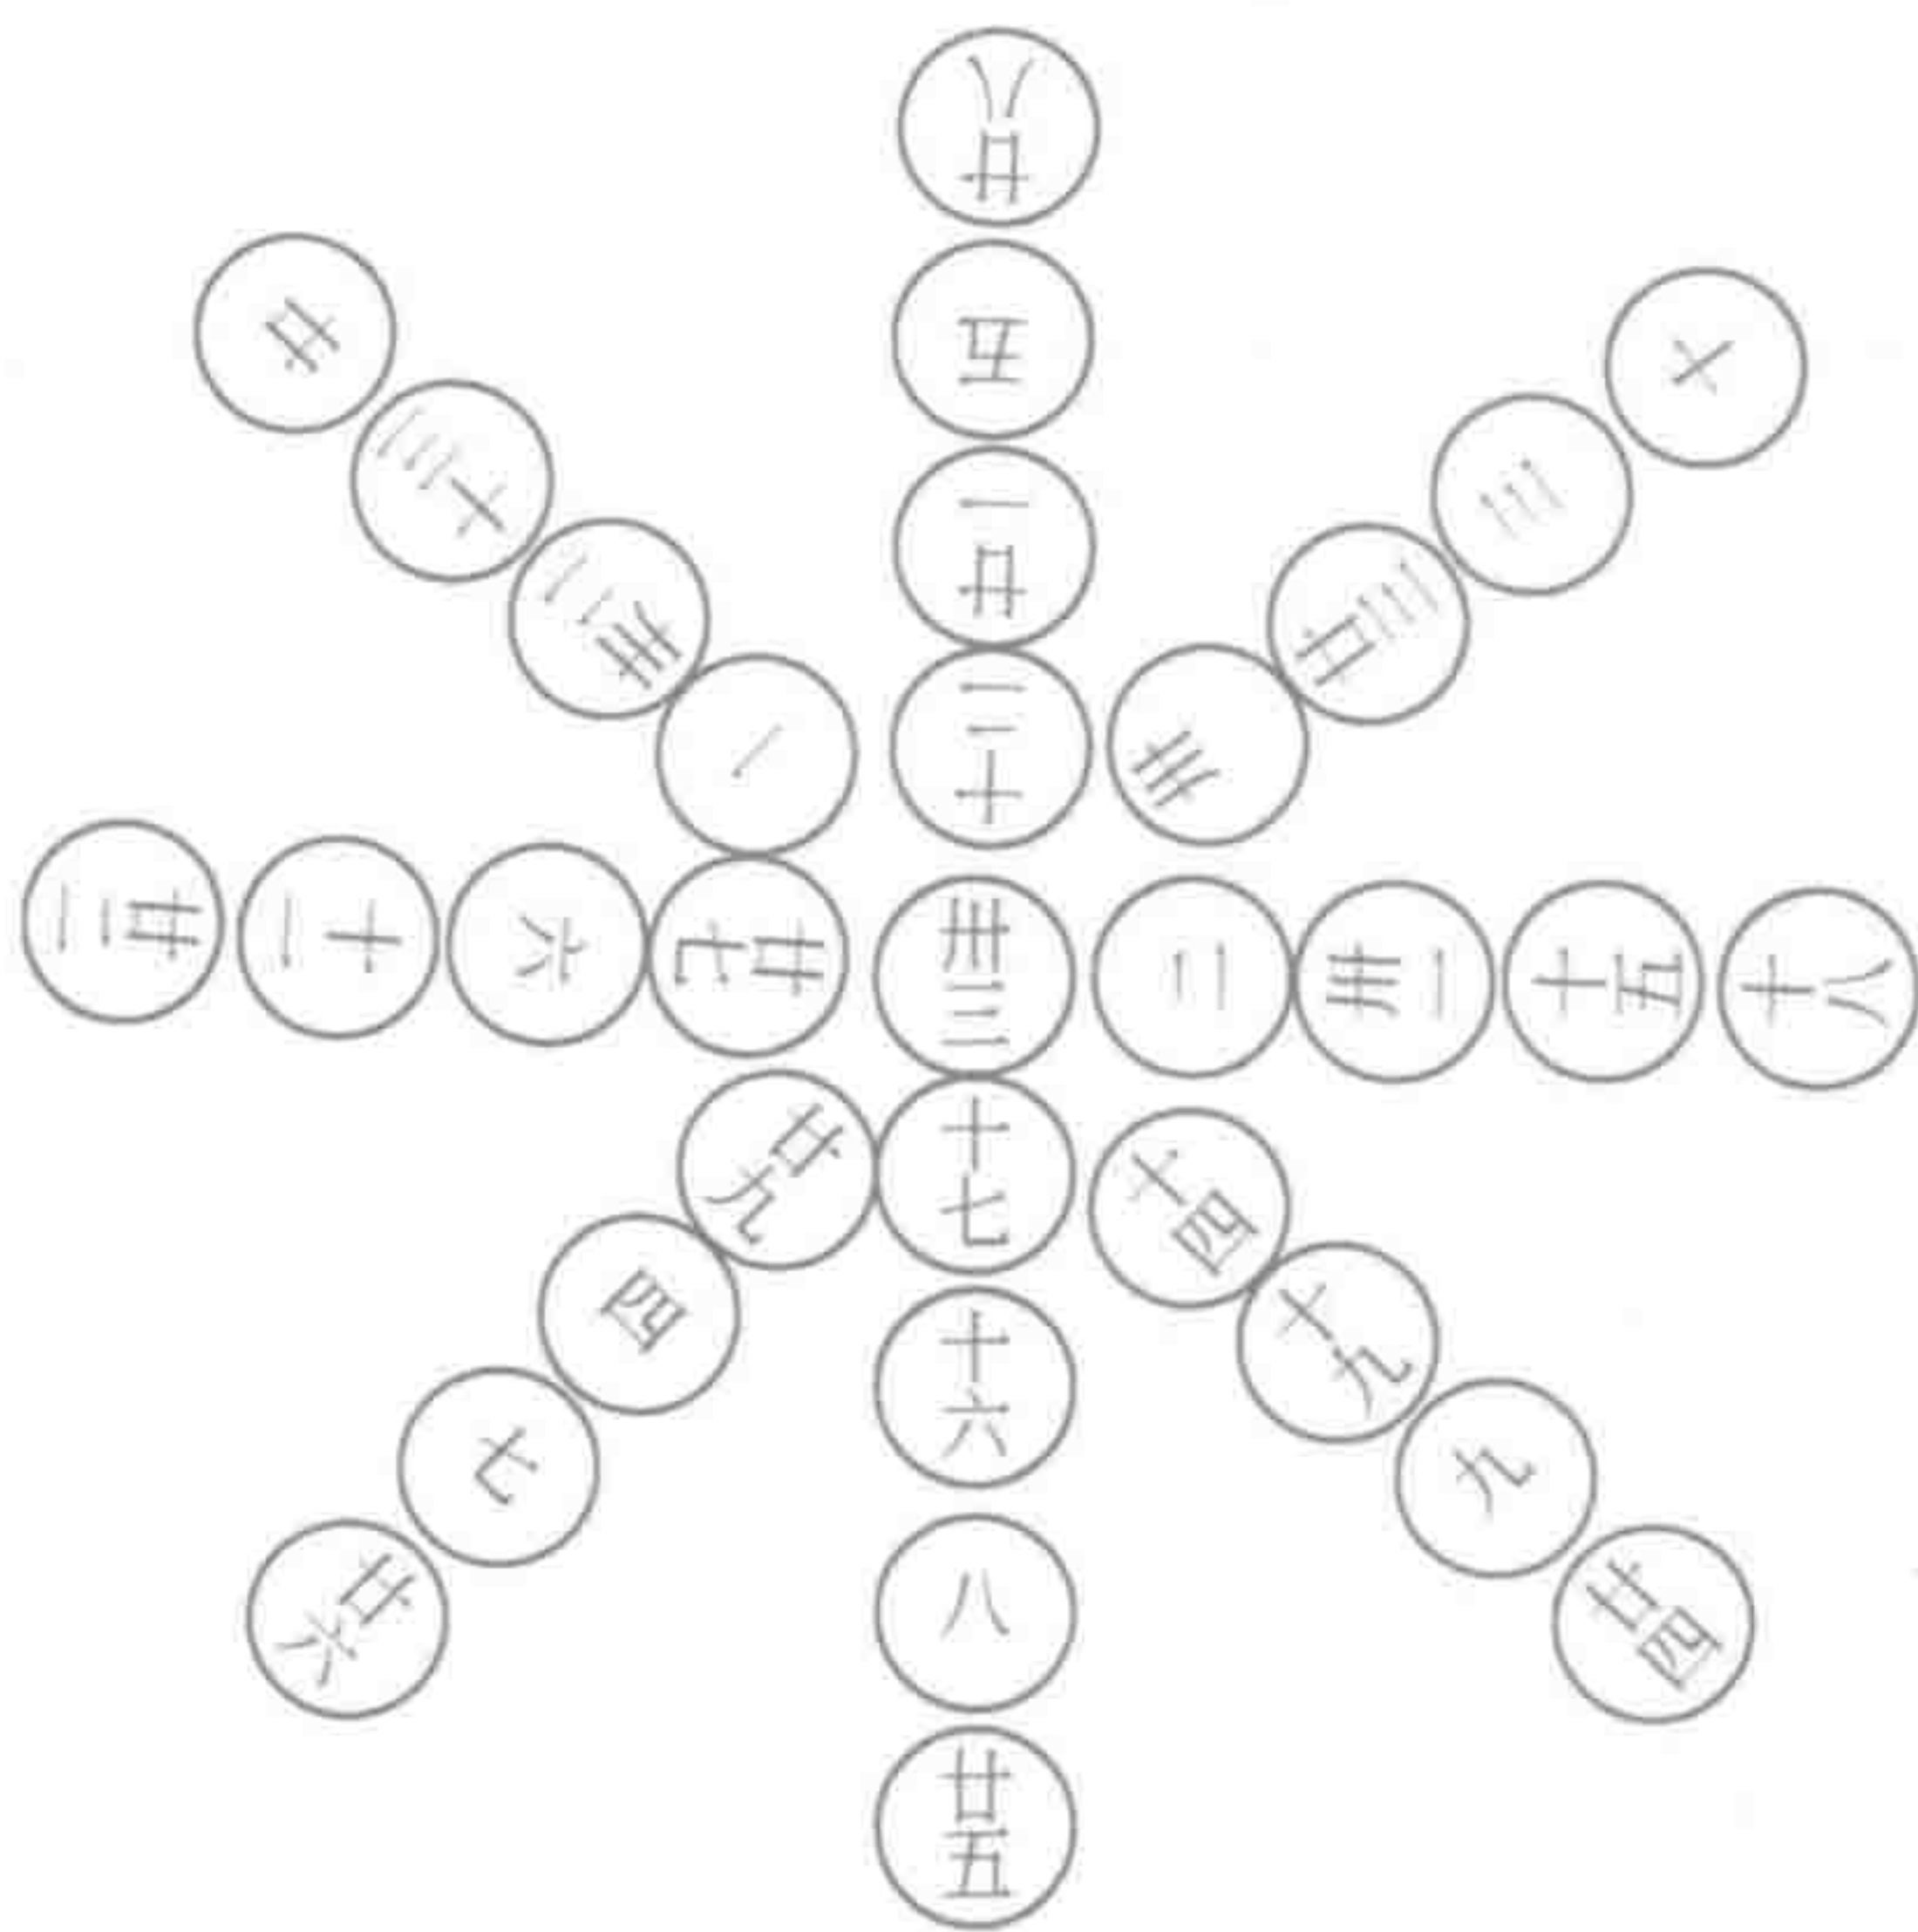 廿八
五
廿一
十二
十
三
廿三
卅
廿
十三
卅二
一
廿二
十一
六
廿七
卅三
二
卅一
十五
十八
廿九
四
七
廿六
十七
十六
八
廿五
十四
十九
九
廿四